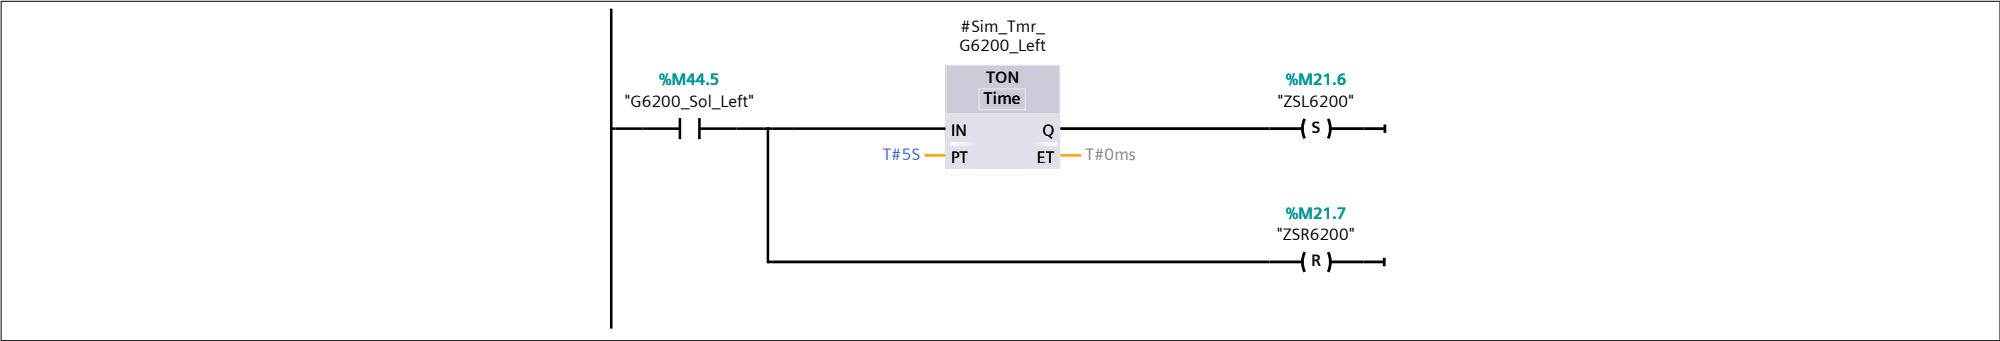 #Sim_Tmr_
G6200_Left
%M44.5
"G6200_Sol_Left"
TON
Time
IN
Q
T#5S
PT
ET
T#0ms
%M21.6
"ZSL6200"
( S )
%M21.7
"ZSR6200"
( R )